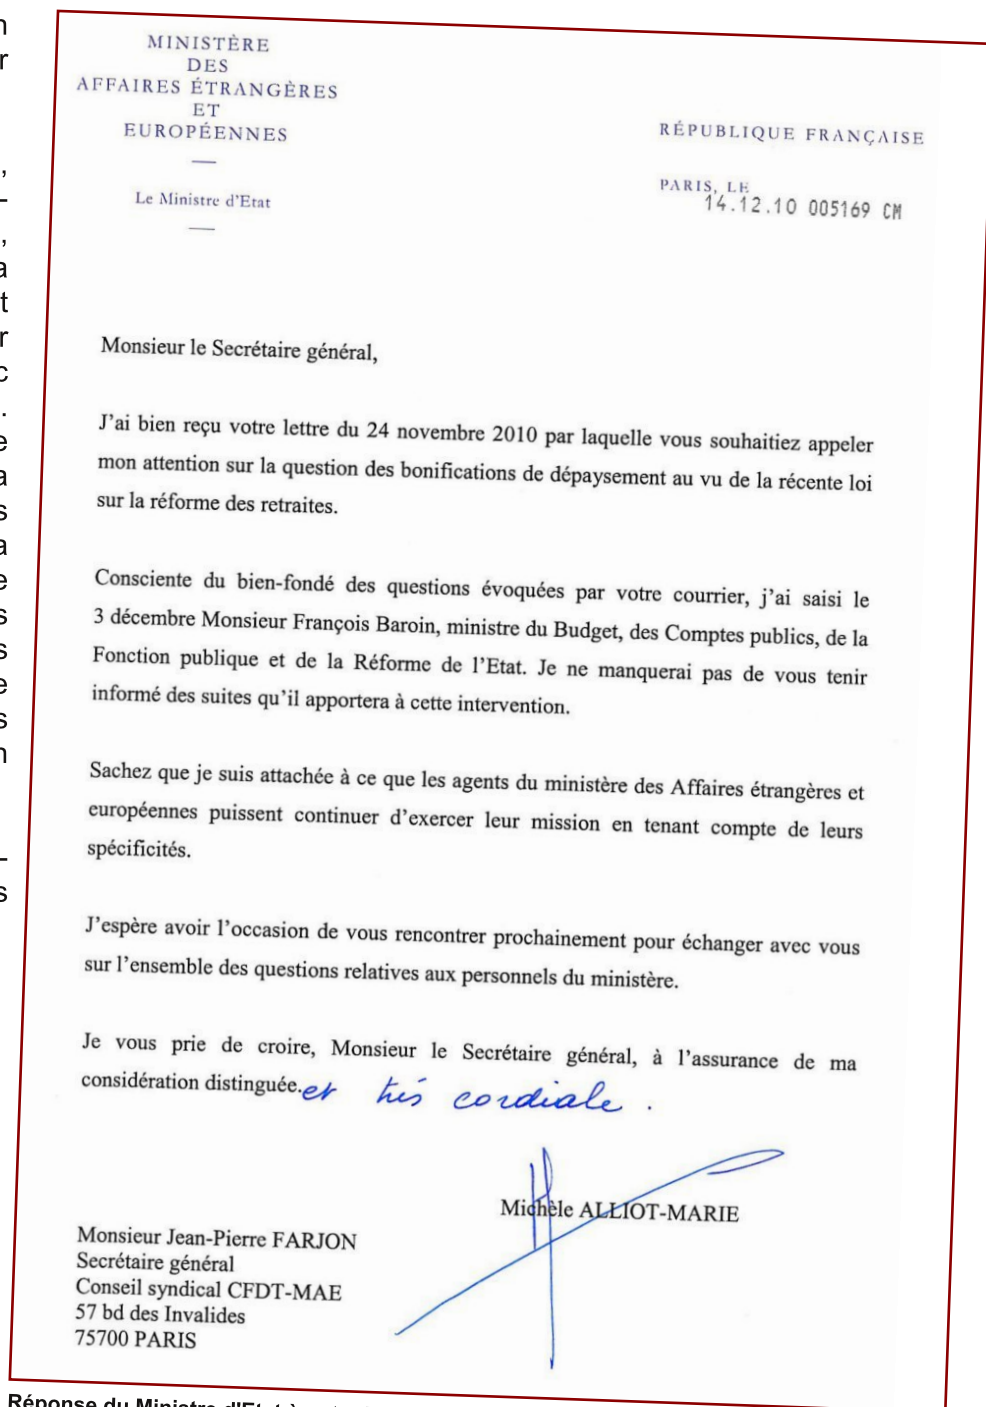 MINISTÈRE
DES
AFFAIRES ÉTRANGÈRES
ET
EUROPÉENNES
Le Ministre d'Etat
RÉPUBLIQUE FRANÇAISE
PARIS, LE
14.12.10 005169 CM
Monsieur le Secrétaire général,
J'ai bien reçu votre lettre du 24 novembre 2010 par laquelle vous souhaitiez appeler
mon attention sur la question des bonifications de dépaysement au vu de la récente loi
sur la réforme des retraites.
Consciente du bien-fondé des questions évoquées par votre courrier, j'ai saisi le
3 décembre Monsieur François Baroin, ministre du Budget, des Comptes publics, de la
Fonction publique et de la Réforme de l'Etat. Je ne manquerai pas de vous tenir
informé des suites qu'il apportera à cette intervention.
Sachez que je suis attachée à ce que les agents du ministère des Affaires étrangères et
européennes puissent continuer d'exercer leur mission en tenant compte de leurs
spécificités.
J'espère avoir l'occasion de vous rencontrer prochainement pour échanger avec vous
sur l'ensemble des questions relatives aux personnels du ministère.
Je vous prie de croire, Monsieur le Secrétaire général, à l'assurance de ma
considération distinguée. et très cordiale.
Michèle ALLIOT-MARIE
Monsieur Jean-Pierre FARJON
Secrétaire général
Conseil syndical CFDT-MAE
57 bd des Invalides
75700 PARIS
Réponse du Ministre d'Etat